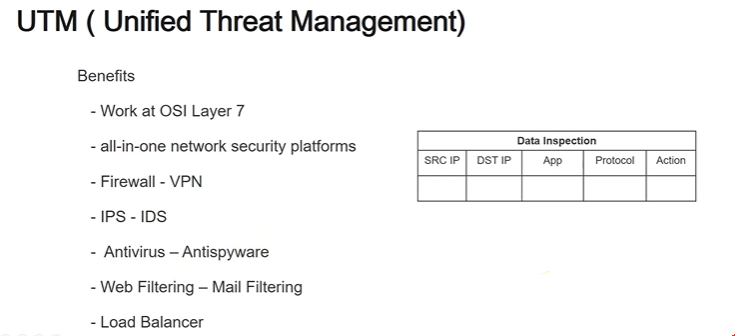 UTM ( Unified Threat Management)
Benefits
- Work at OSI Layer 7
- all-in-one network security platforms
- Firewall - VPN
- IPS - IDS
- Antivirus – Antispyware
- Web Filtering – Mail Filtering
- Load Balancer
Data Inspection
SRC IP DST IP App Protocol Action